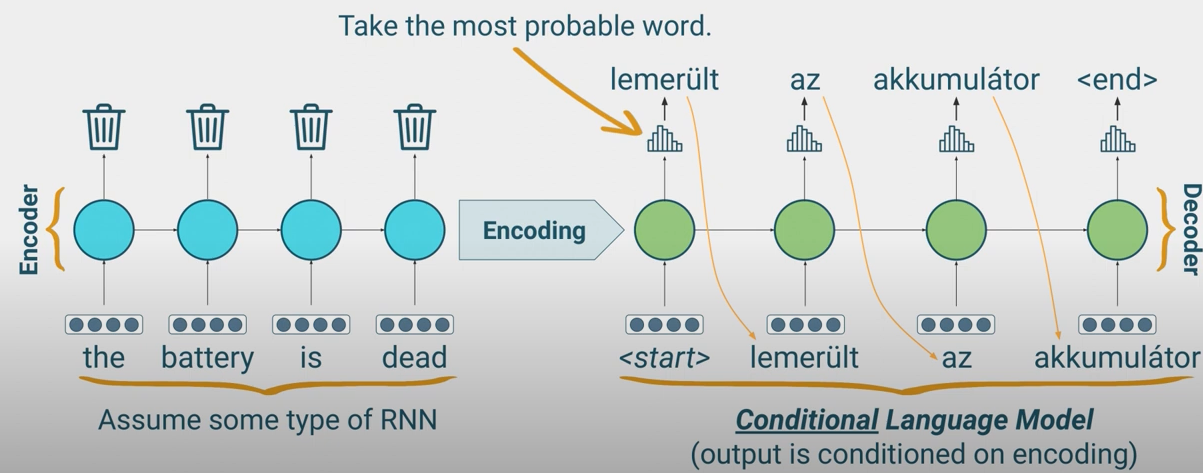 Take the most probable word.
lemerült az akkumulátor <end>
Encoder
Encoding
Decoder
the battery is dead
<start> lemerült az akkumulátor
Assume some type of RNN
Conditional Language Model
(output is conditioned on encoding)